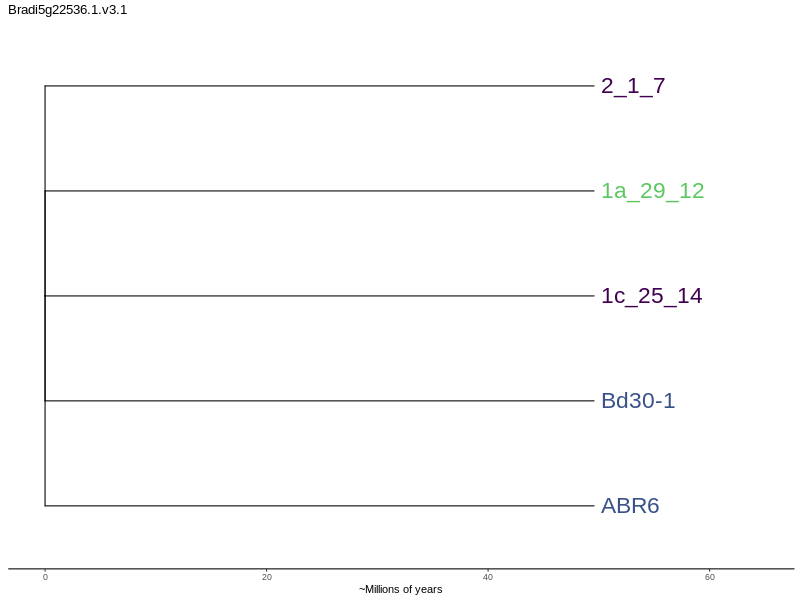 Bradi5g22536.1.v3.1
2_1_7
1a_29_12
1c_25_14
Bd30-1
ABR6
0 20 40 60
~Millions of years